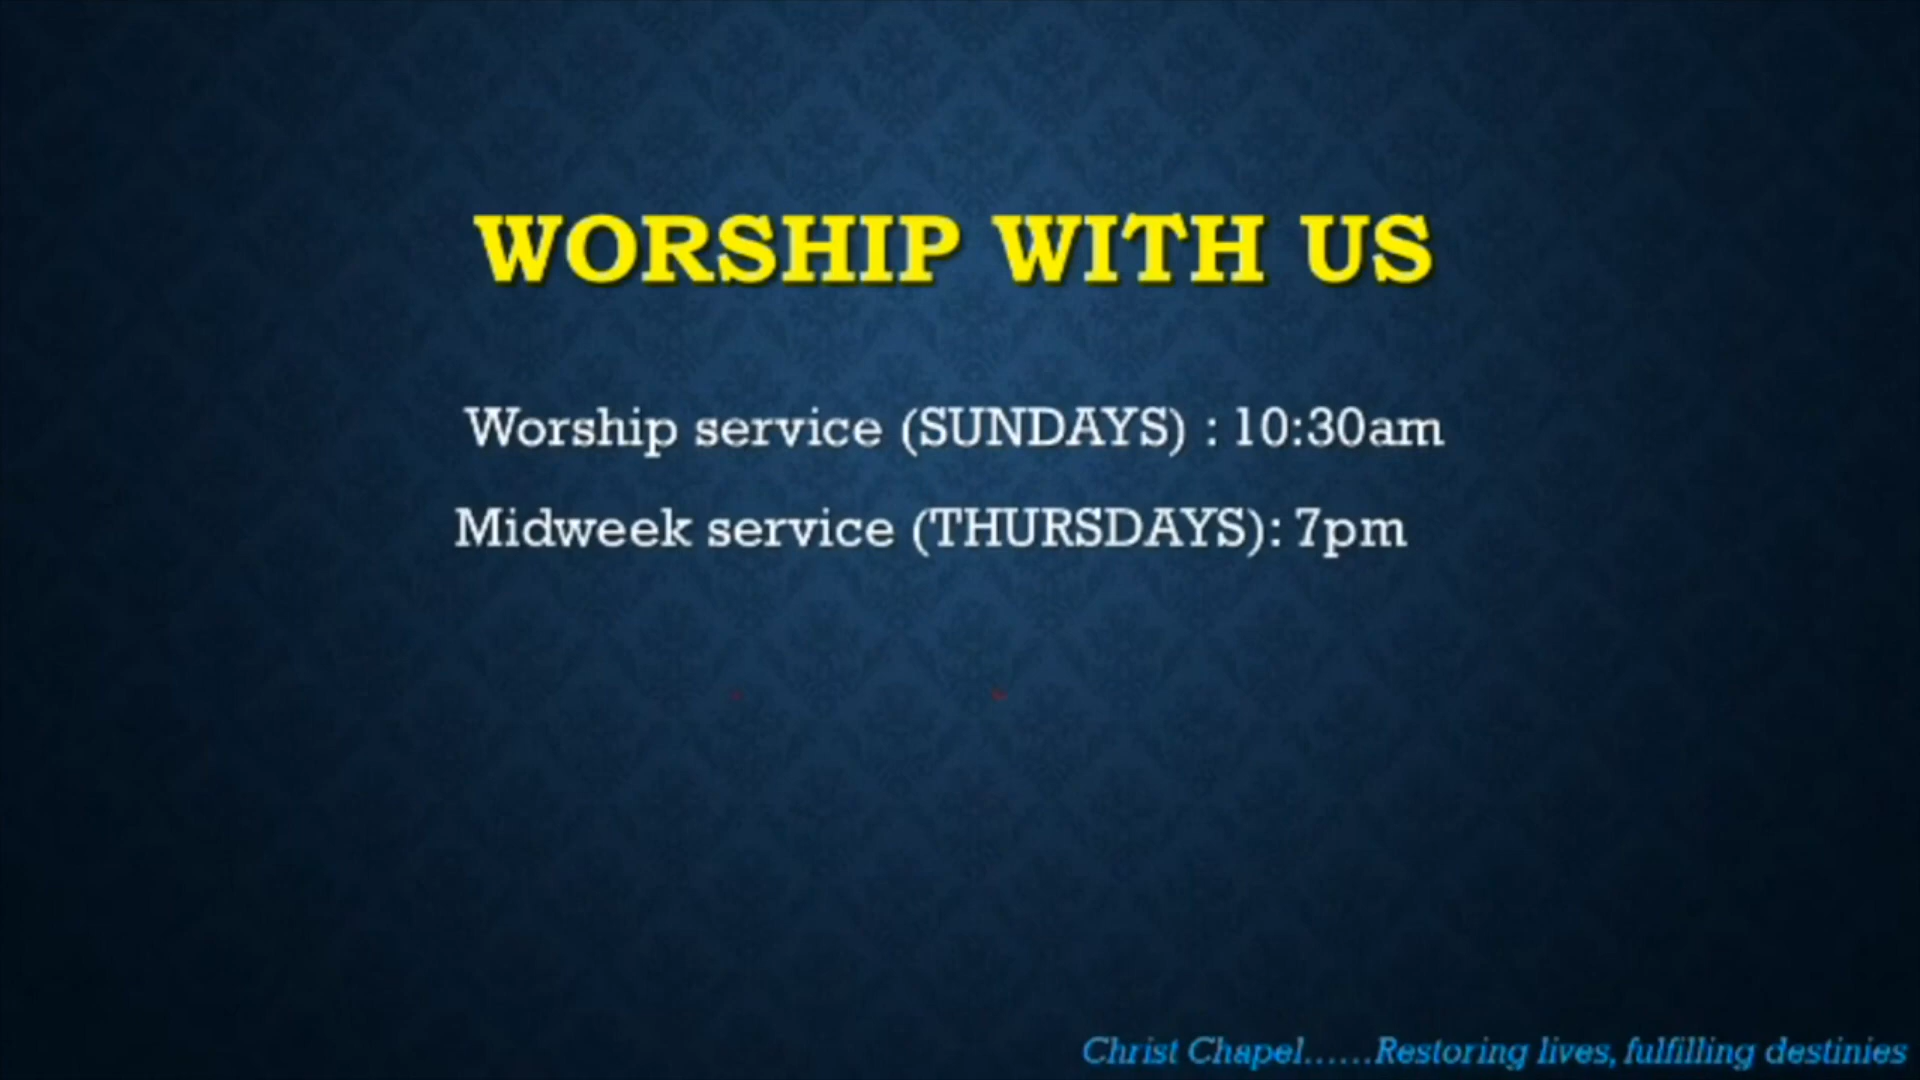 WORSHIP WITH US
Worship service (SUNDAYS) : 10:30am
Midweek service (THURSDAYS): 7pm
Christ Chapel......Restoring lives, fulfilling destinies